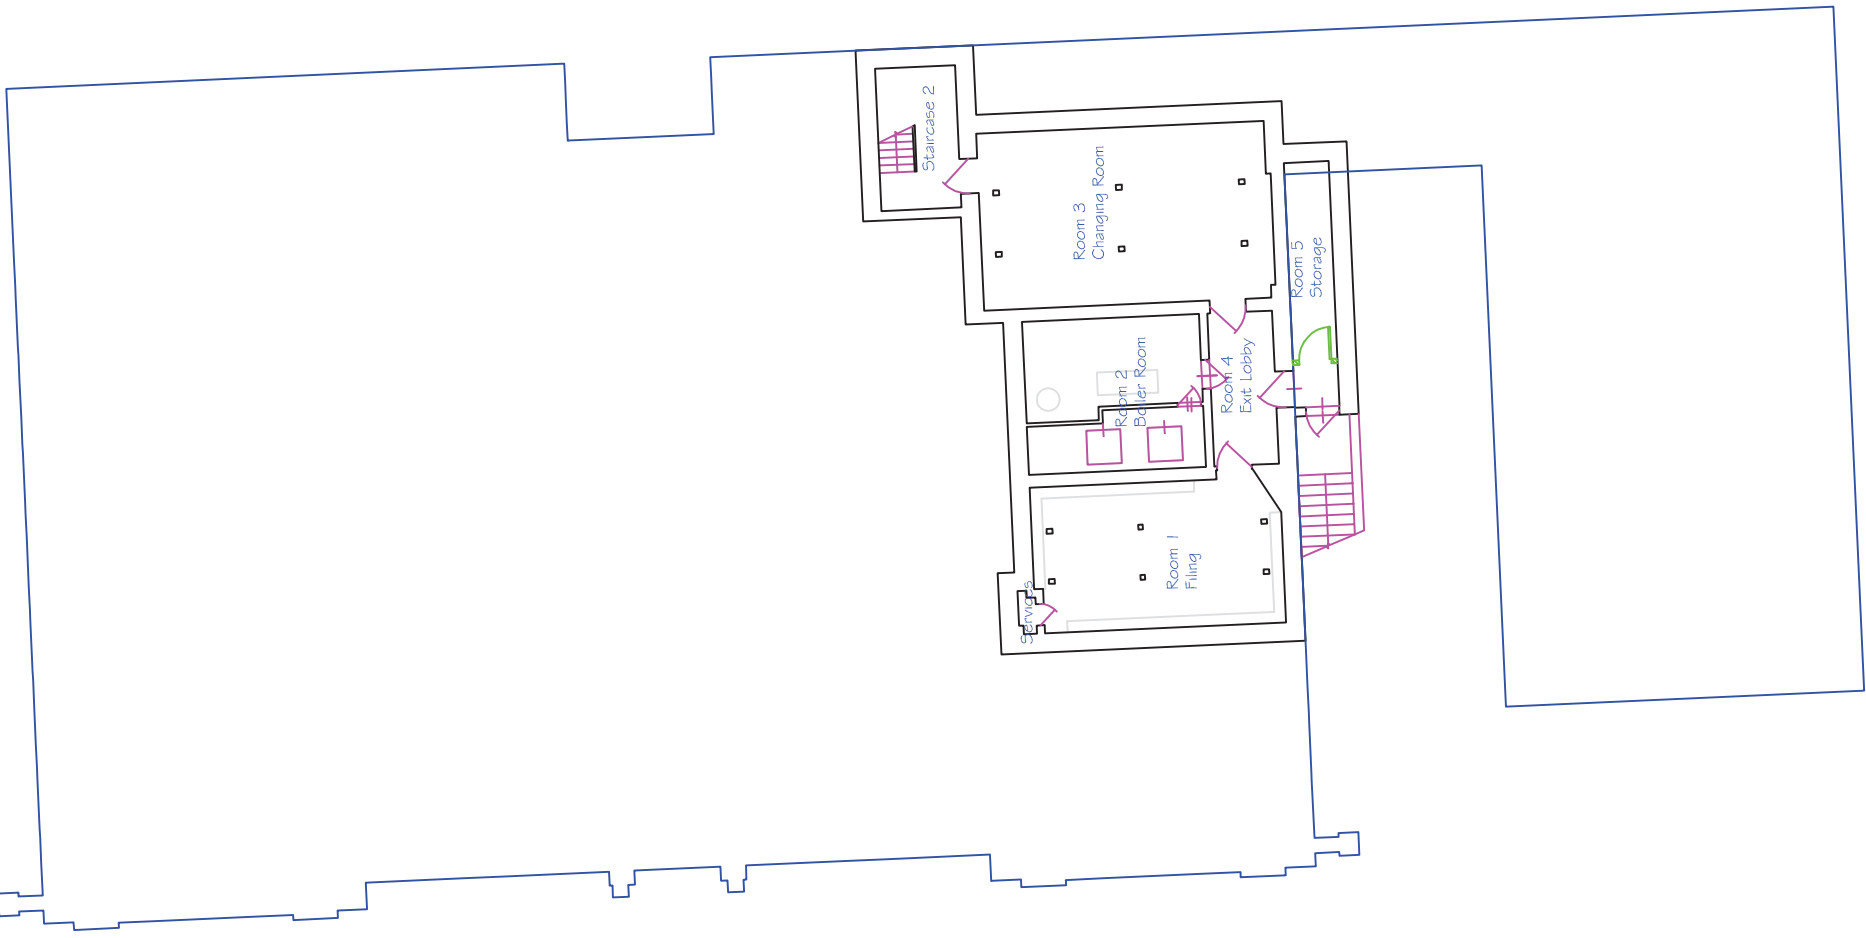 Staircase 2
Room 3
Changing Room
Room 5
Storage
Room 2
Boiler Room
Room 4
Exit Lobby
Room 1
Filing
Services